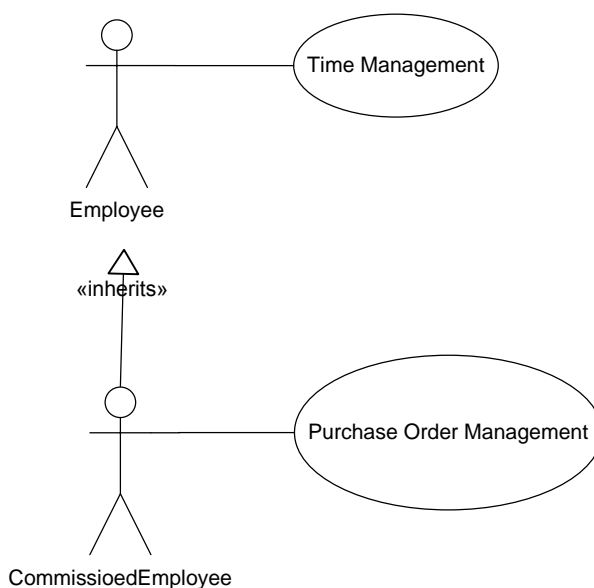 Time Management
Employee
«inherits»
Purchase Order Management
CommissioedEmployee